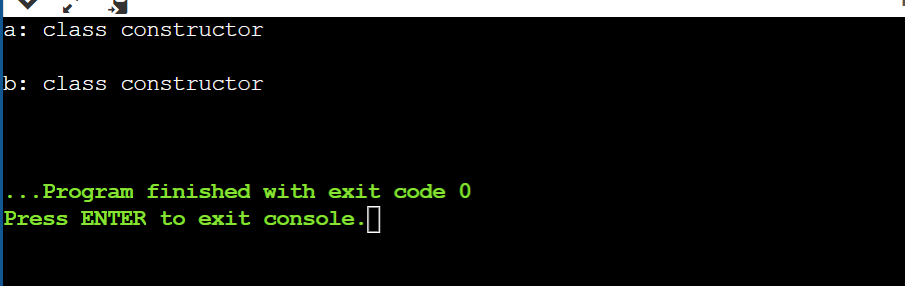 a: class constructor
b: class constructor
...Program finished with exit code 0
Press ENTER to exit console.